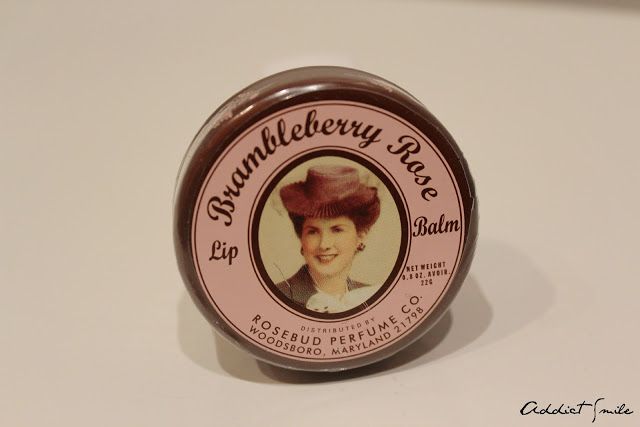 Brambleberry Rose
Lip Balm
NET WEIGHT
0.8 OZ. AVOIR.
22G
DISTRIBUTED BY
ROSEBUD PERFUME CO.
WOODSBORO, MARYLAND 21798
addict smile